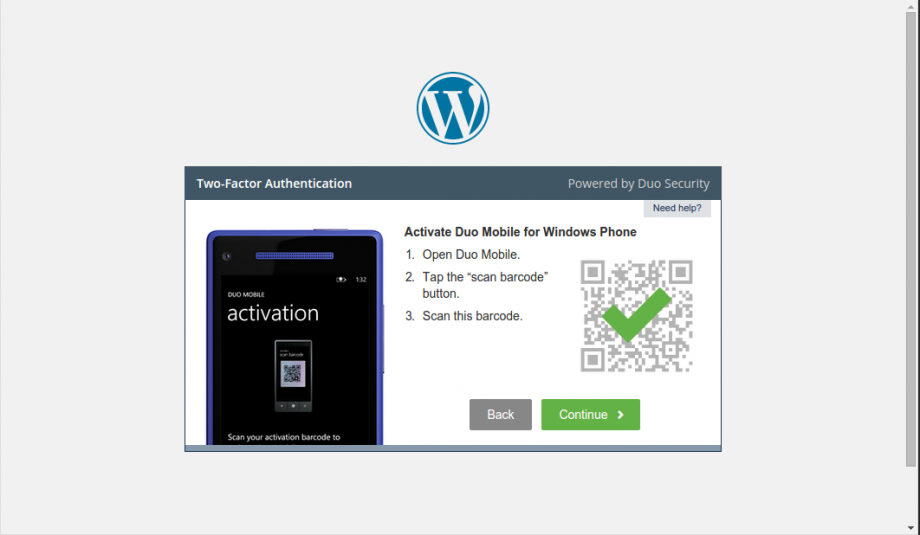 Two-Factor Authentication
Powered by Duo Security
Need help?
Activate Duo Mobile for Windows Phone
1. Open Duo Mobile.
2. Tap the “scan barcode”
button.
3. Scan this barcode.
1:32
DUO MOBILE
activation
scan barcode
Scan your activation barcode to
Back
Continue